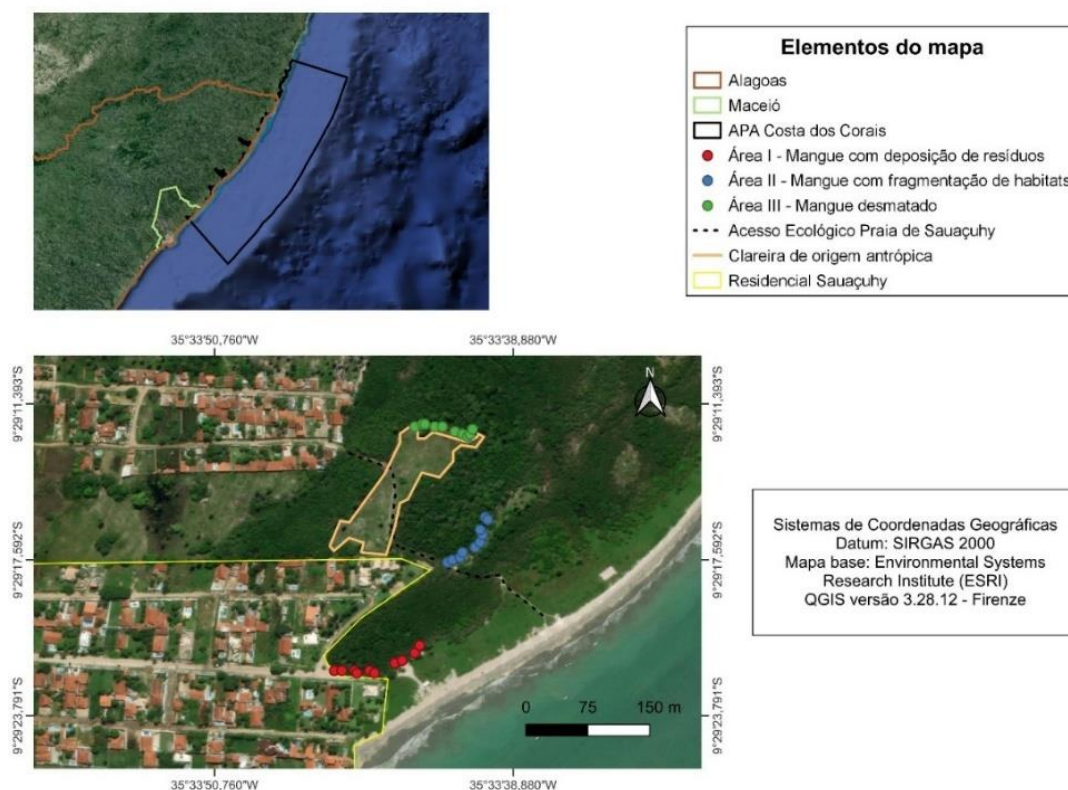 Elementos do mapa
Alagoas
Maceió
APA Costa dos Corais
Área I - Mangue com deposição de resíduos
Área II - Mangue com fragmentação de habitats
Área III - Mangue desmatado
Acesso Ecológico Praia de Sauaçuhy
Clareira de origem antrópica
Residencial Sauaçuhy
35°33'50,760"W
35°33'38,880"W
9°29'11,393"S
9°29'11,393"S
N
9°29'17,592"S
9°29'17,592"S
9°29'23,791"S
9°29'23,791"S
0 75 150 m
35°33'50,760"W
35°33'38,880"W
Sistemas de Coordenadas Geográficas
Datum: SIRGAS 2000
Mapa base: Environmental Systems
Research Institute (ESRI)
QGIS versão 3.28.12 - Firenze